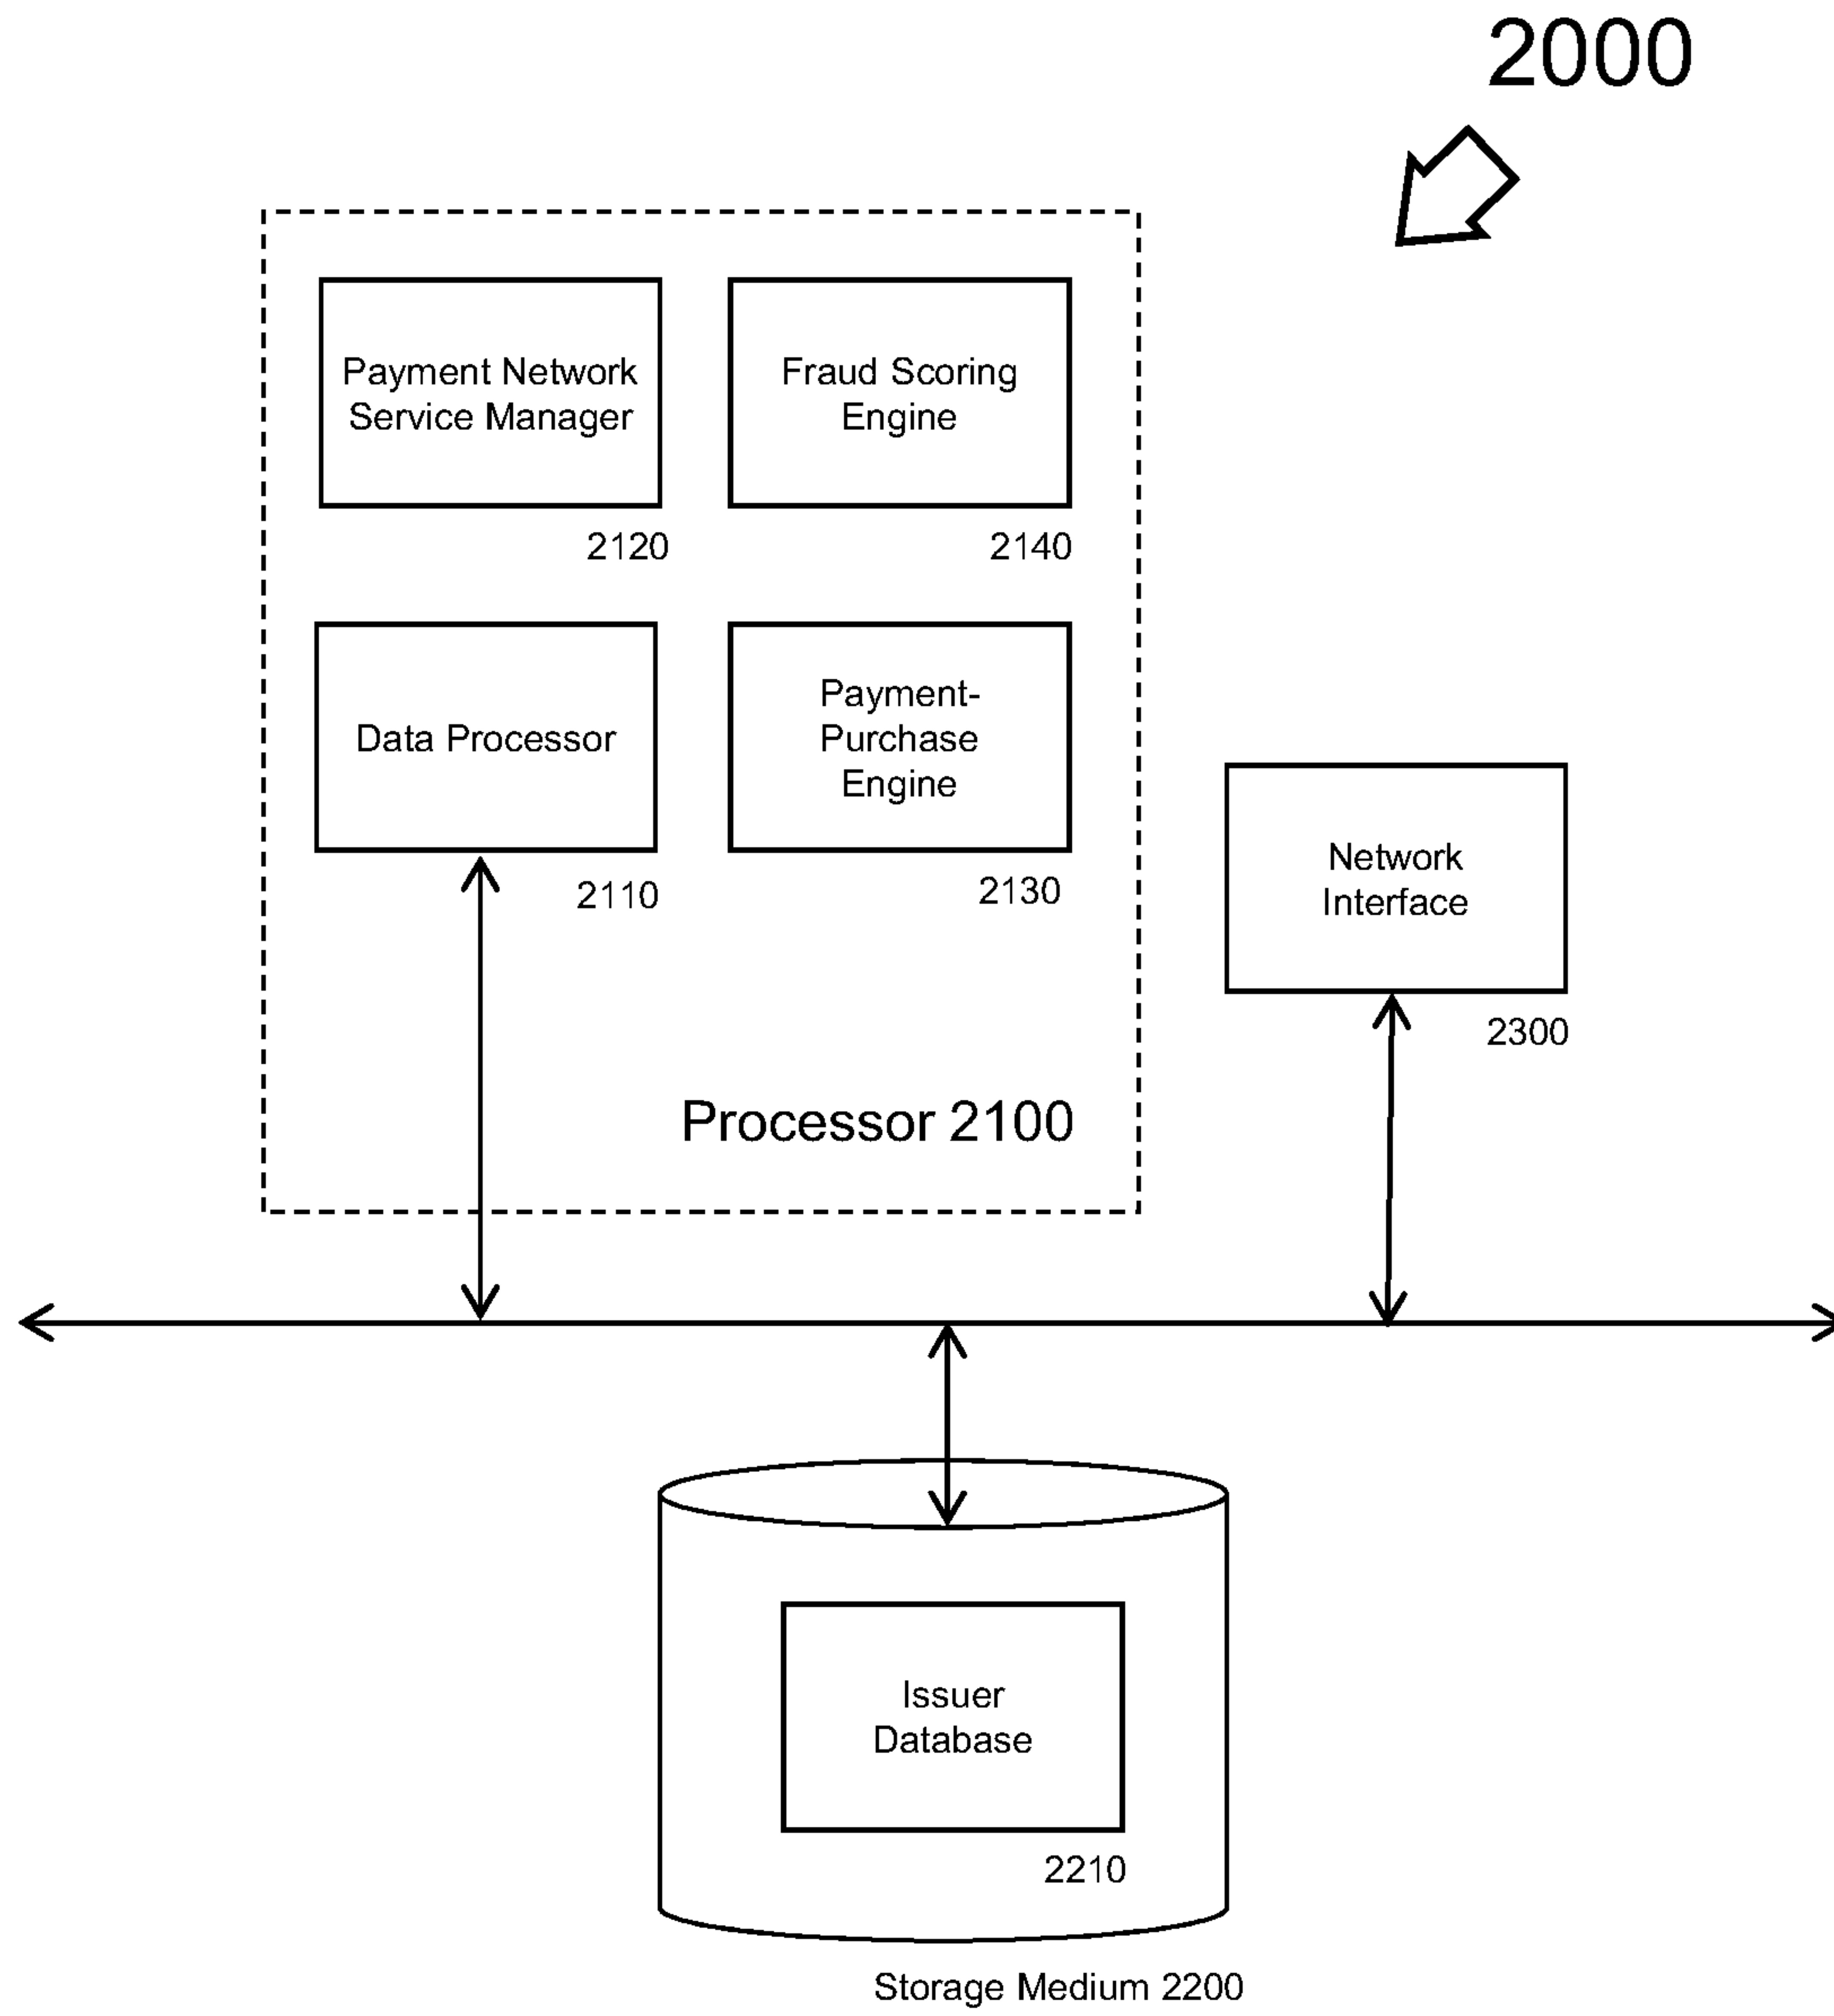 2000
Payment Network
Service Manager
2120
Fraud Scoring
Engine
2140
Data Processor
2110
Payment-
Purchase
Engine
2130
Network
Interface
2300
Processor 2100
Issuer
Database
2210
Storage Medium 2200